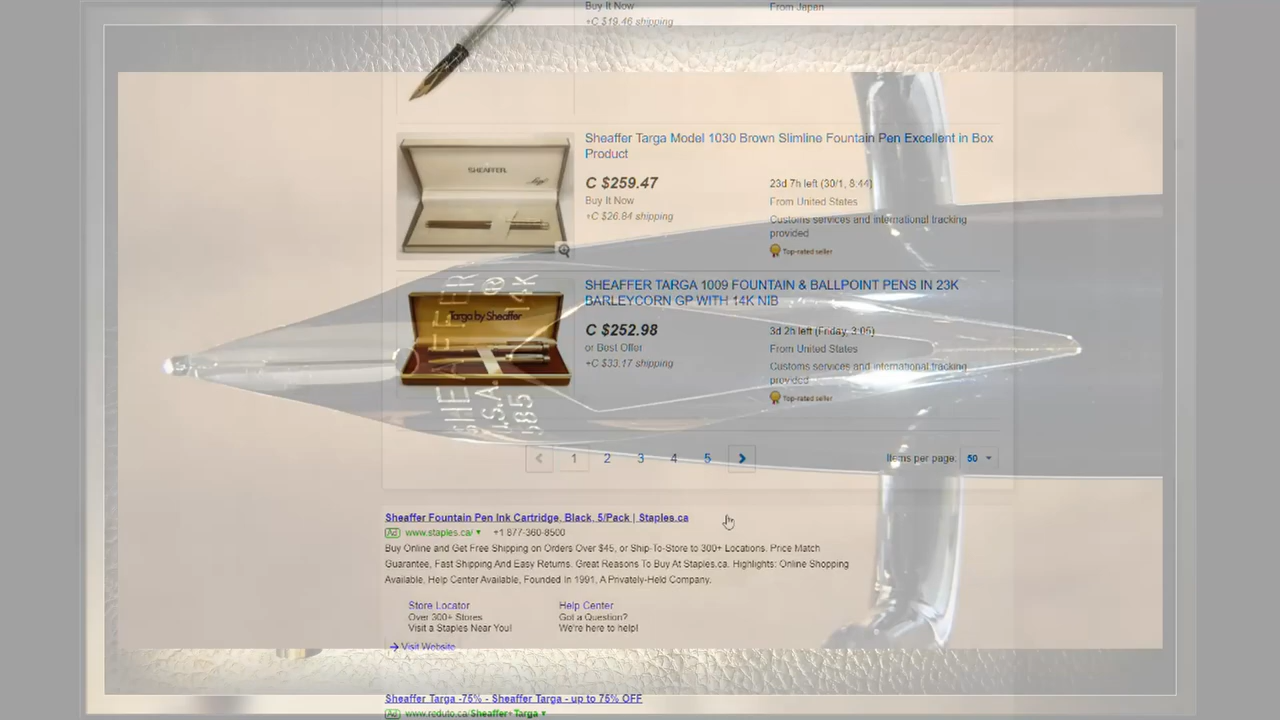 Buy It Now
From Japan
+C $19.46 shipping
Sheaffer Targa Model 1030 Brown Slimline Fountain Pen Excellent in Box
Product
SHEAFFER.
C $259.47
23d 7h left (30/1, 8:44)
Buy It Now
From United States
+C $26.84 shipping
Customs services and international tracking
provided
Top-rated seller
SHEAFFER TARGA 1009 FOUNTAIN & BALLPOINT PENS IN 23K
BARLEYCORN GP WITH 14K NIB
Targa by Sheaffer
C $252.98
3d 2h left (Friday, 3:06)
or Best Offer
From United States
+C $33.17 shipping
Customs services and international tracking
provided
Top-rated seller
SHEAFFER
U.S.A.
14K
585
1 2 3 4 5
Items per page: 50
Sheaffer Fountain Pen Ink Cartridge, Black, 5/Pack | Staples.ca
Ad www.staples.ca/ +1 877-360-8500
Buy Online and Get Free Shipping on Orders Over $45, or Ship-To-Store to 300+ Locations. Price Match
Guarantee, Fast Shipping And Easy Returns. Great Reasons To Buy At Staples.ca. Highlights: Online Shopping
Available, Help Center Available, Founded In 1991, A Privately-Held Company.
Store Locator
Help Center
Over 300+ Stores
Got a Question?
Visit a Staples Near You!
We're here to help!
Visit Website
Sheaffer Targa -75% - Sheaffer Targa - up to 75% OFF
Ad www.reduto.ca/Sheaffer+Targa